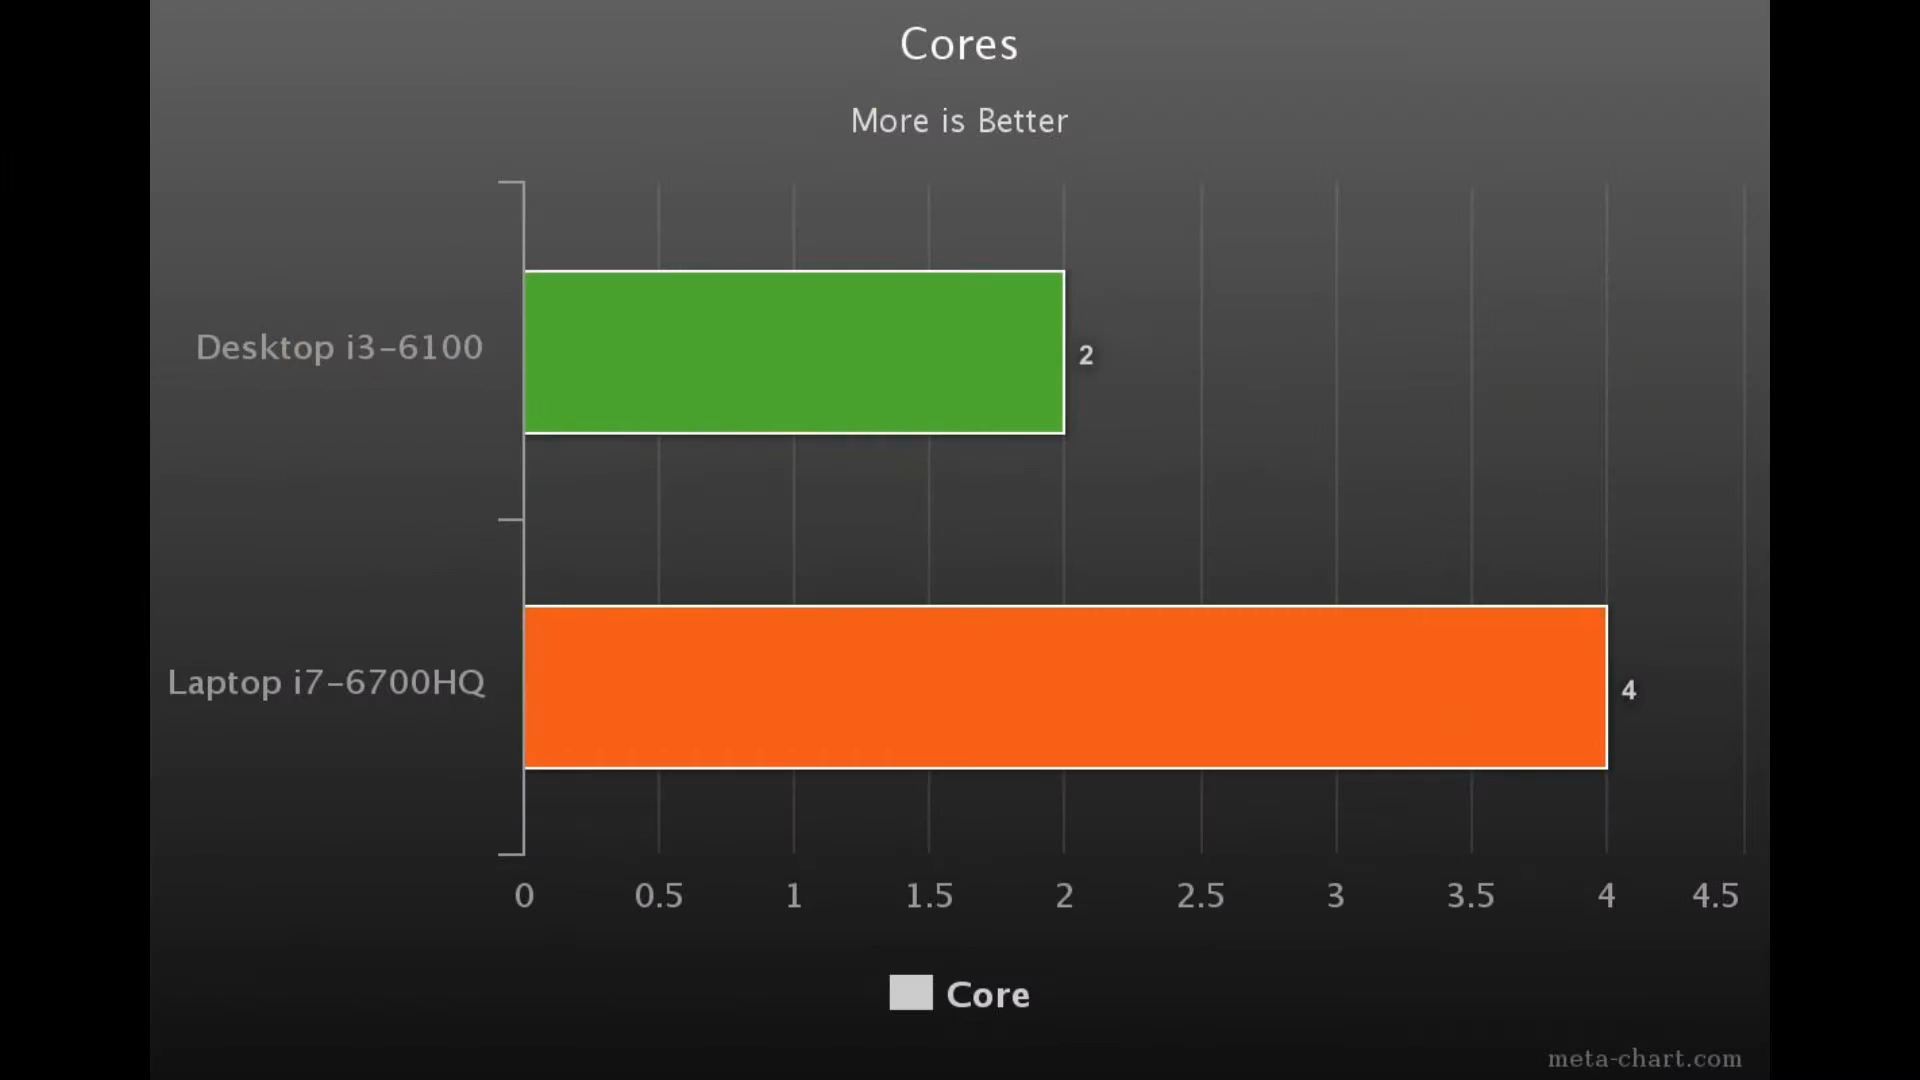 Cores
More is Better
Desktop i3-6100
2
Laptop i7-6700HQ
4
0 0.5 1 1.5 2 2.5 3 3.5 4 4.5
Core
meta-chart.com